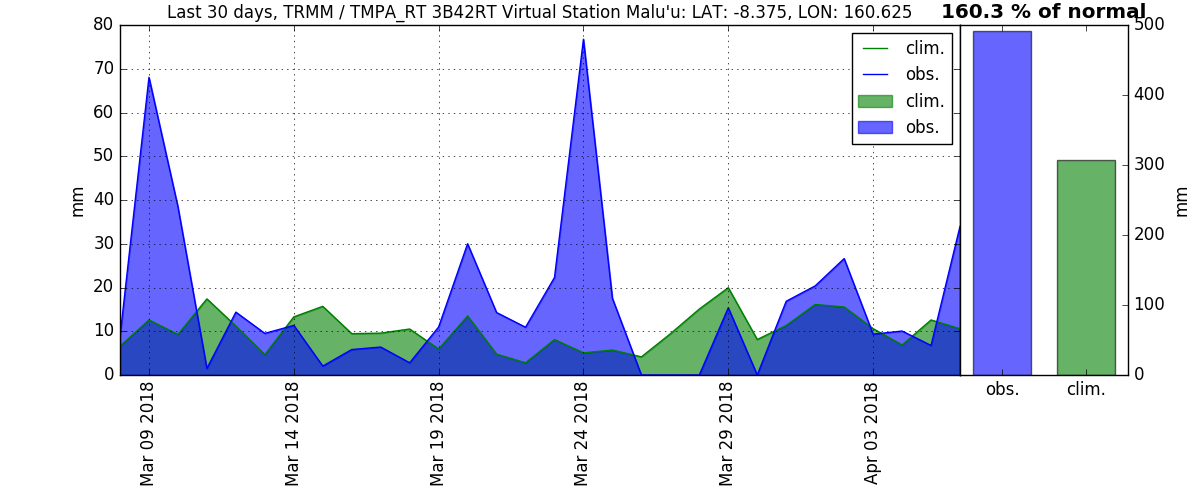 Last 30 days, TRMM / TMPA_RT 3B42RT Virtual Station Malu'u: LAT: -8.375, LON: 160.625
160.3 % of normal
80
70
60
50
40
30
20
10
0
mm
clim.
obs.
clim.
obs.
Mar 09 2018
Mar 14 2018
Mar 19 2018
Mar 24 2018
Mar 29 2018
Apr 03 2018
500
400
300
200
100
0
mm
obs.
clim.